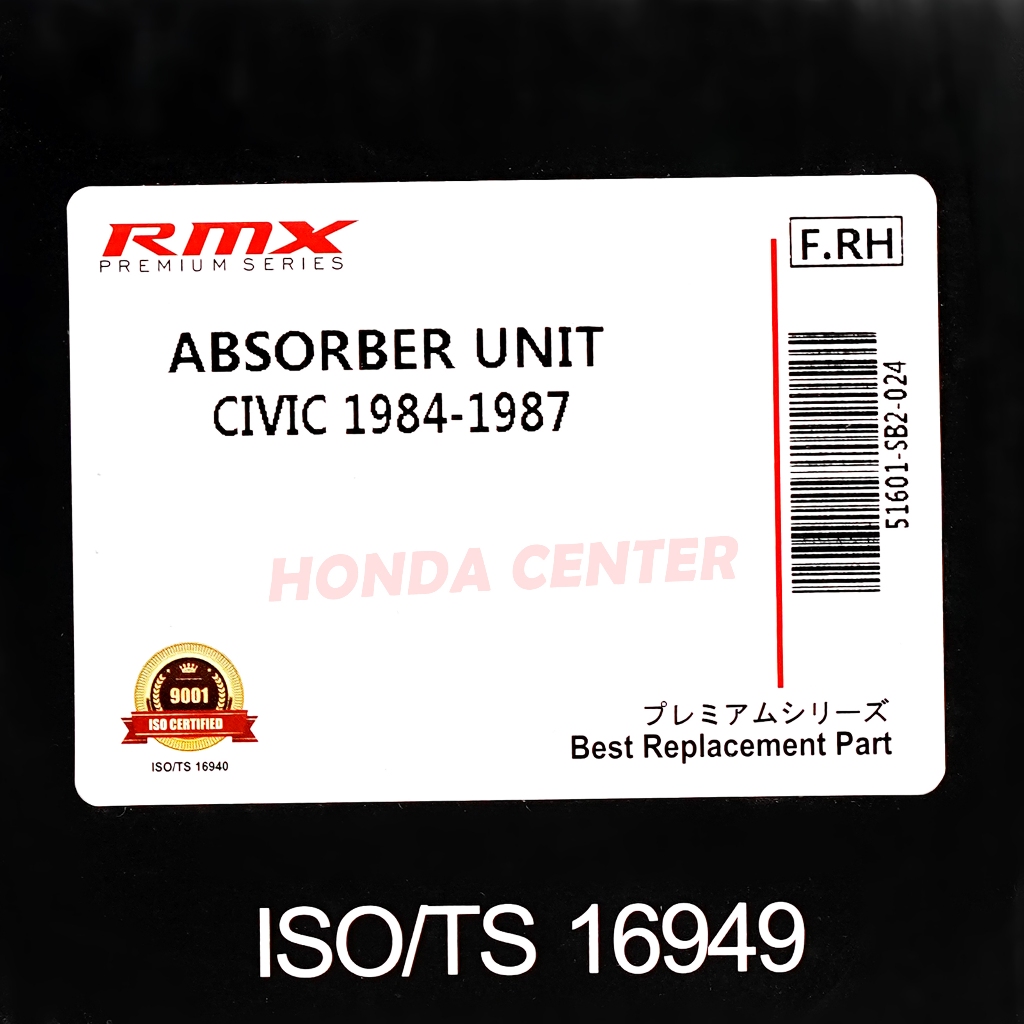 RMX
PREMIUM SERIES
F.RH
ABSORBER UNIT
CIVIC 1984-1987
51601-SB2-024
HONDA CENTER
9001
ISO CERTIFIED
ISO/TS 16940
プレミアムシリーズ
Best Replacement Part
ISO/TS 16949